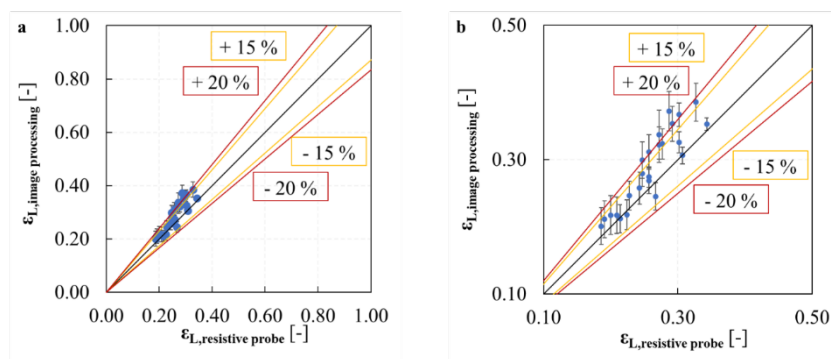 a
1.00
0.80
0.60
0.40
0.20
0.00
0.00 0.20 0.40 0.60 0.80 1.00
εL,image processing [-]
εL,resistive probe [-]
+ 15 %
+ 20 %
- 15 %
- 20 %
b
0.50
0.30
0.10
0.10 0.30 0.50
εL,image processing [-]
εL,resistive probe [-]
+ 15 %
+ 20 %
- 15 %
- 20 %